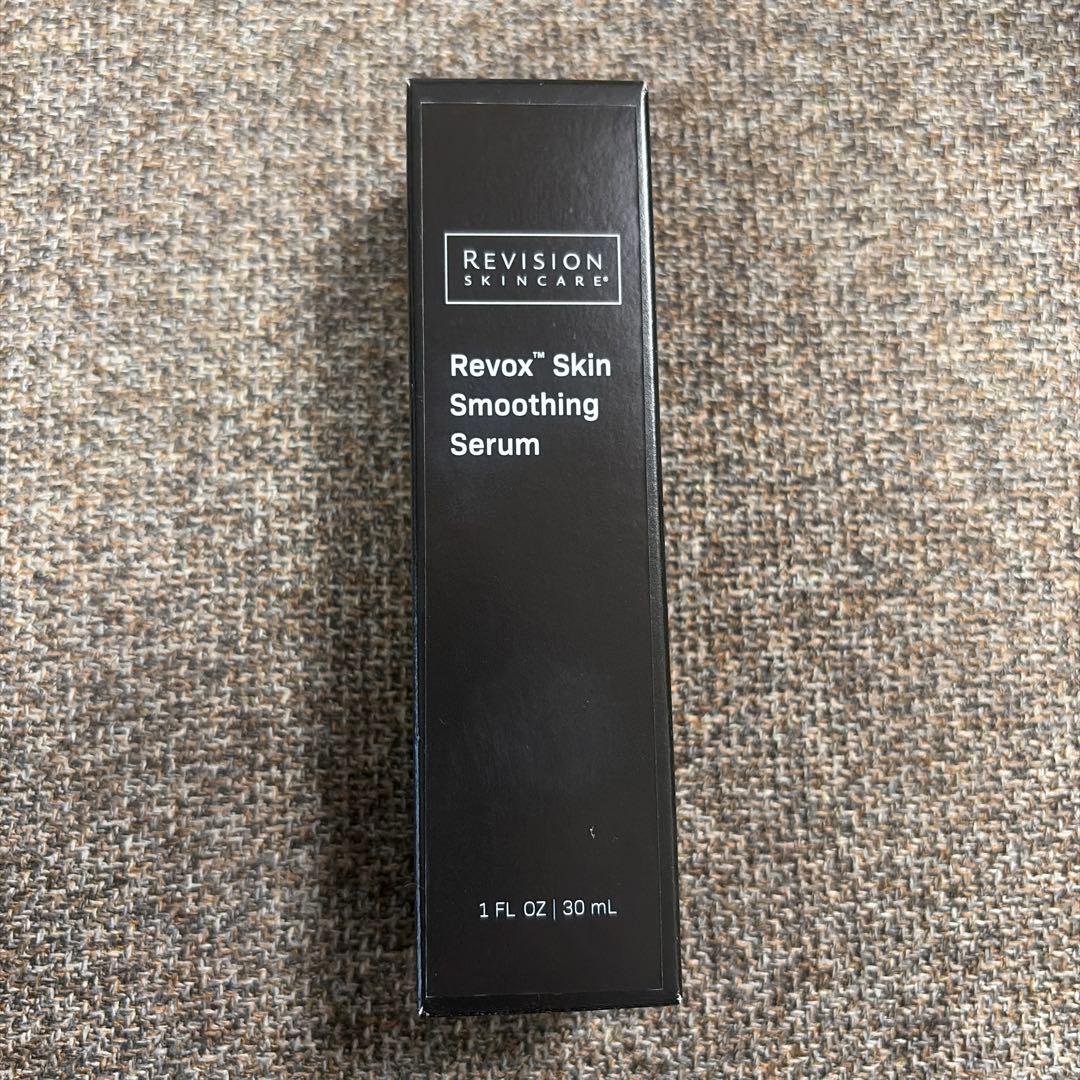 REVISION
SKINCARE®
Revox™ Skin
Smoothing
Serum
1 FL OZ | 30 mL